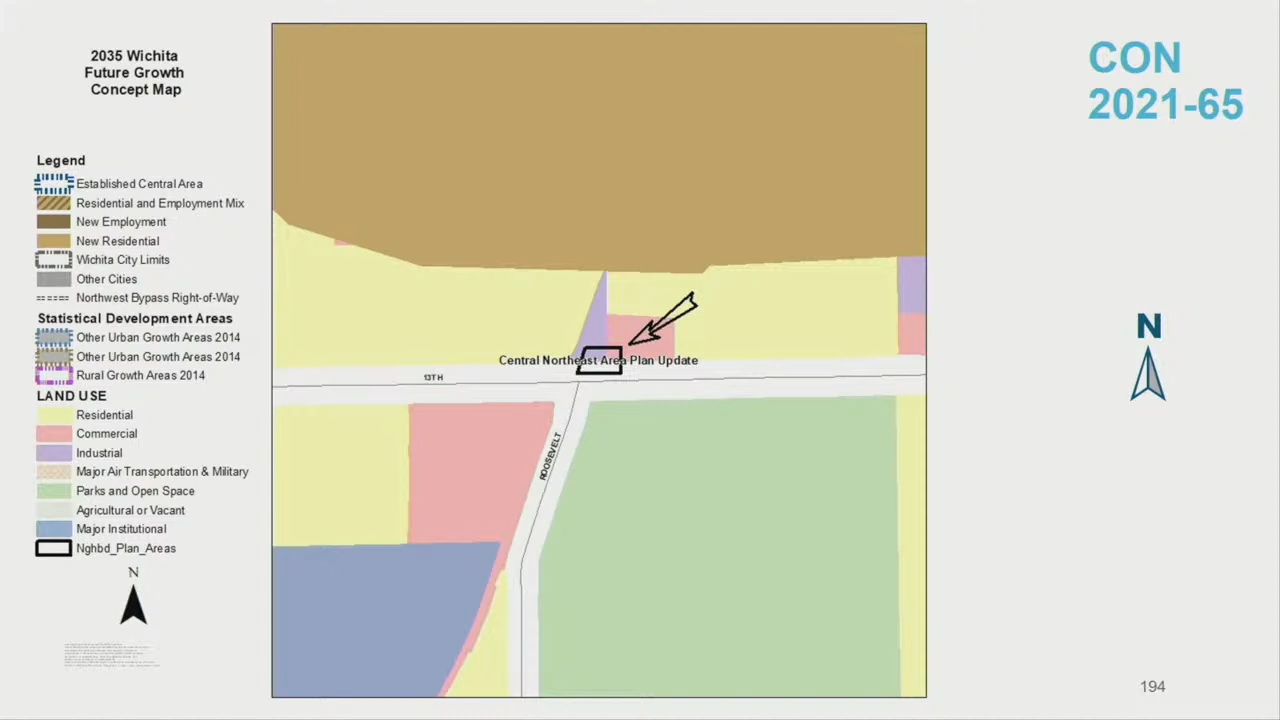 2035 Wichita
Future Growth
Concept Map
CON
2021-65
Legend
Established Central Area
Residential and Employment Mix
New Employment
New Residential
Wichita City Limits
Other Cities
Northwest Bypass Right-of-Way
Statistical Development Areas
Other Urban Growth Areas 2014
Other Urban Growth Areas 2014
Rural Growth Areas 2014
LAND USE
Residential
Commercial
Industrial
Major Air Transportation & Military
Parks and Open Space
Agricultural or Vacant
Major Institutional
Nghbd_Plan_Areas
N
Central Northeast Area Plan Update
13TH
ROOSEVELT
N
194